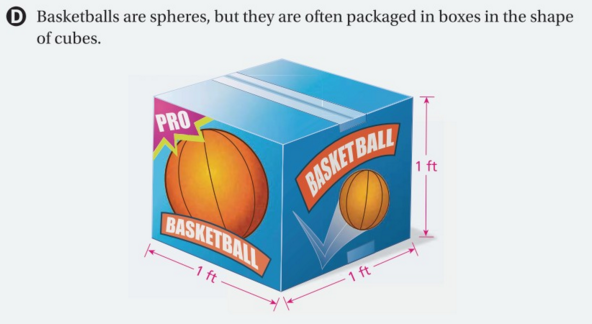 D Basketballs are spheres, but they are often packaged in boxes in the shape
of cubes.
PRO
BASKETBALL
BASKETBALL
1 ft
1 ft
1 ft